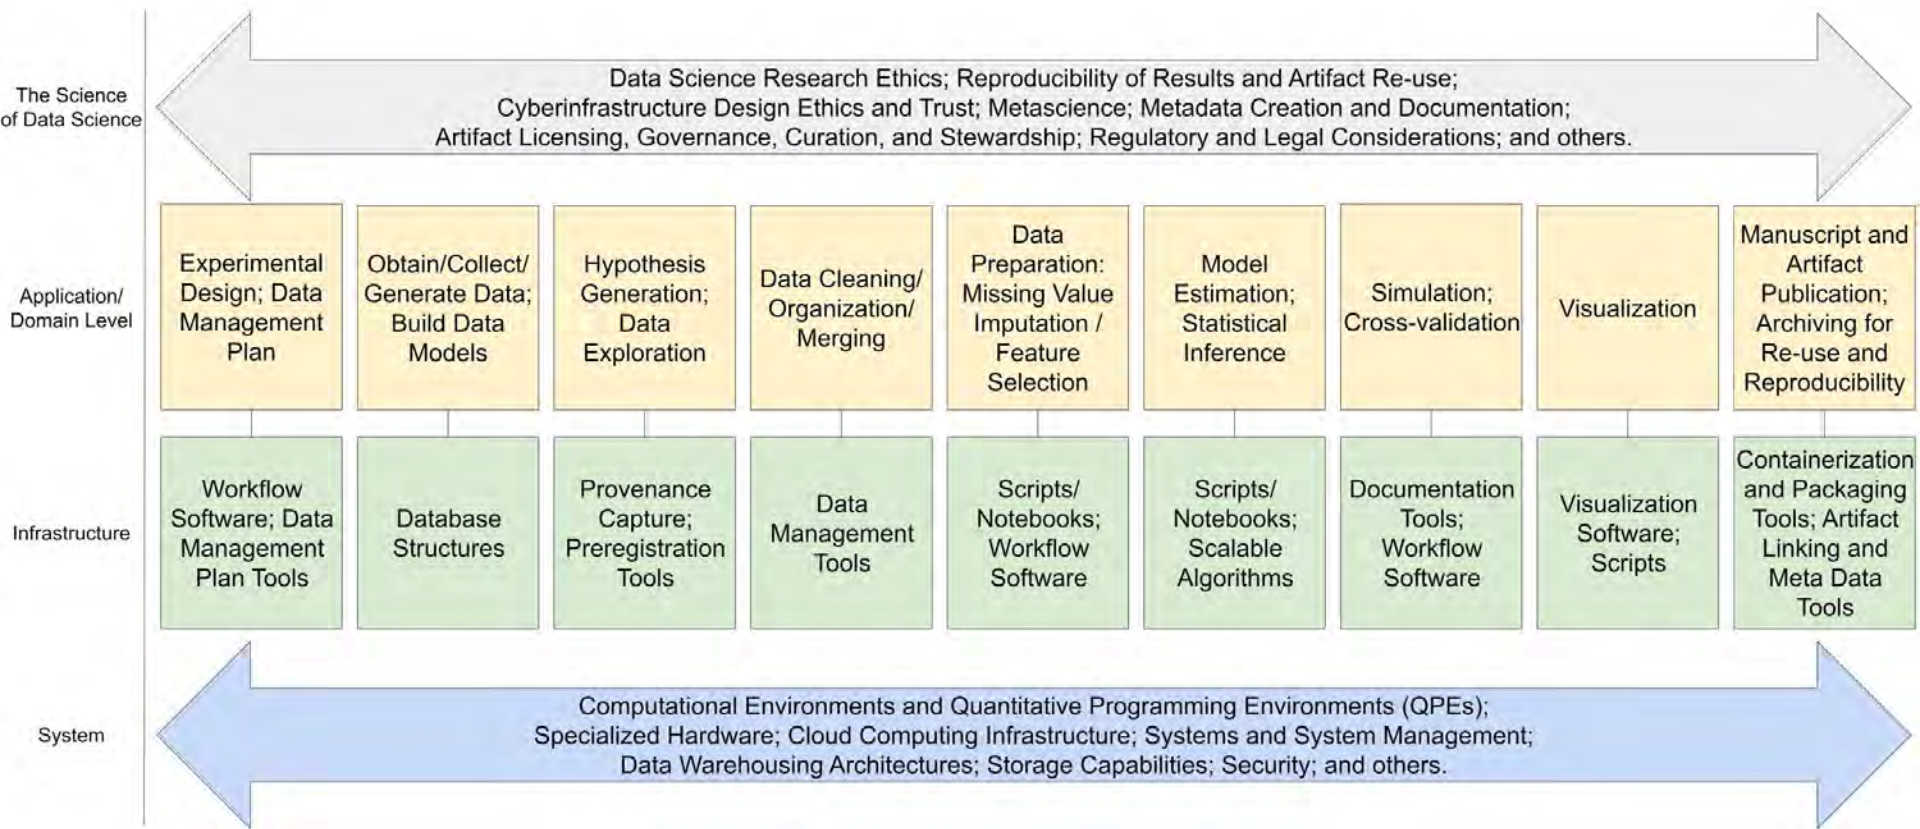 The Science
of Data Science
Data Science Research Ethics; Reproducibility of Results and Artifact Re-use;
Cyberinfrastructure Design Ethics and Trust; Metascience; Metadata Creation and Documentation;
Artifact Licensing, Governance, Curation, and Stewardship; Regulatory and Legal Considerations; and others.
Application/
Domain Level
Experimental
Design; Data
Management
Plan
Obtain/Collect/
Generate Data;
Build Data
Models
Hypothesis
Generation;
Data
Exploration
Data Cleaning/
Organization/
Merging
Data
Preparation:
Missing Value
Imputation /
Feature
Selection
Model
Estimation;
Statistical
Inference
Simulation;
Cross-validation
Visualization
Manuscript and
Artifact
Publication;
Archiving for
Re-use and
Reproducibility
Infrastructure
Workflow
Software; Data
Management
Plan Tools
Database
Structures
Provenance
Capture;
Preregistration
Tools
Data
Management
Tools
Scripts/
Notebooks;
Workflow
Software
Scripts/
Notebooks;
Scalable
Algorithms
Documentation
Tools;
Workflow
Software
Visualization
Software;
Scripts
Containerization
and Packaging
Tools; Artifact
Linking and
Meta Data
Tools
System
Computational Environments and Quantitative Programming Environments (QPEs);
Specialized Hardware; Cloud Computing Infrastructure; Systems and System Management;
Data Warehousing Architectures; Storage Capabilities; Security; and others.